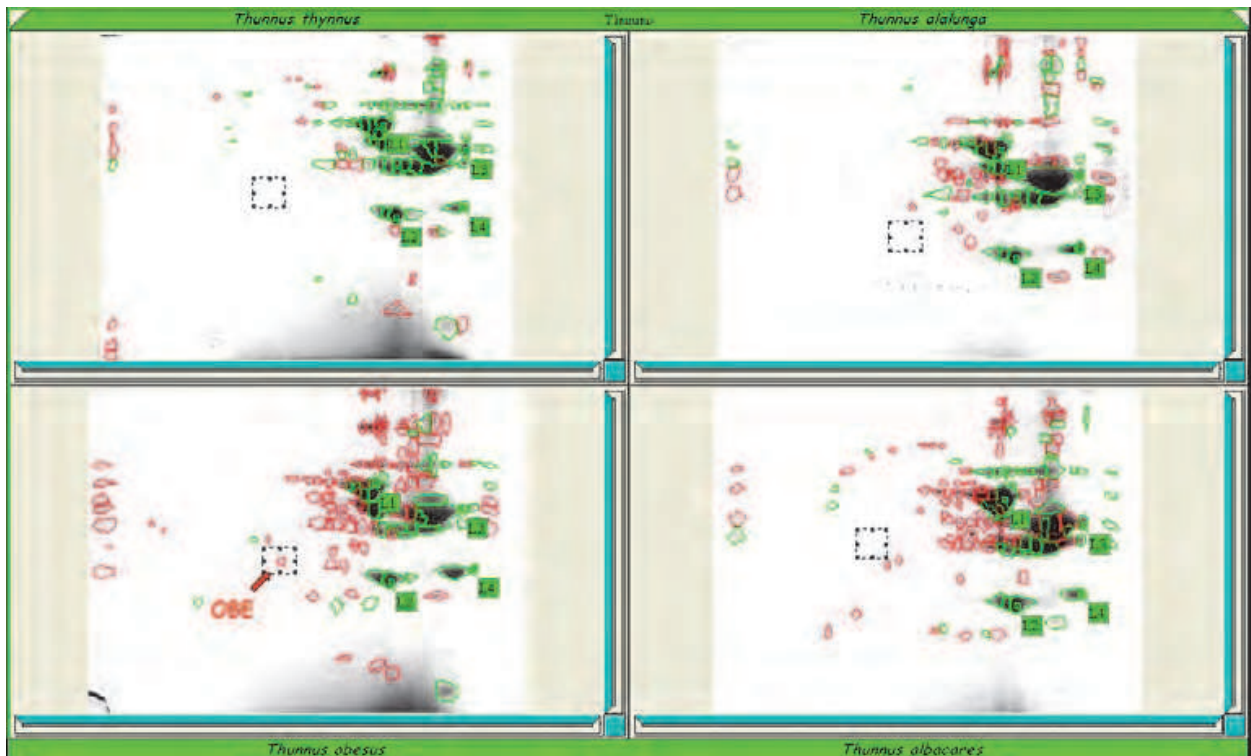 Thunnus thynnus
Thunnus alalunga
L1
L3
L2
L4
L1
L3
L2
L4
L1
L3
OBE
L2
L4
L1
L3
L2
L4
Thunnus obesus
Thunnus albacares